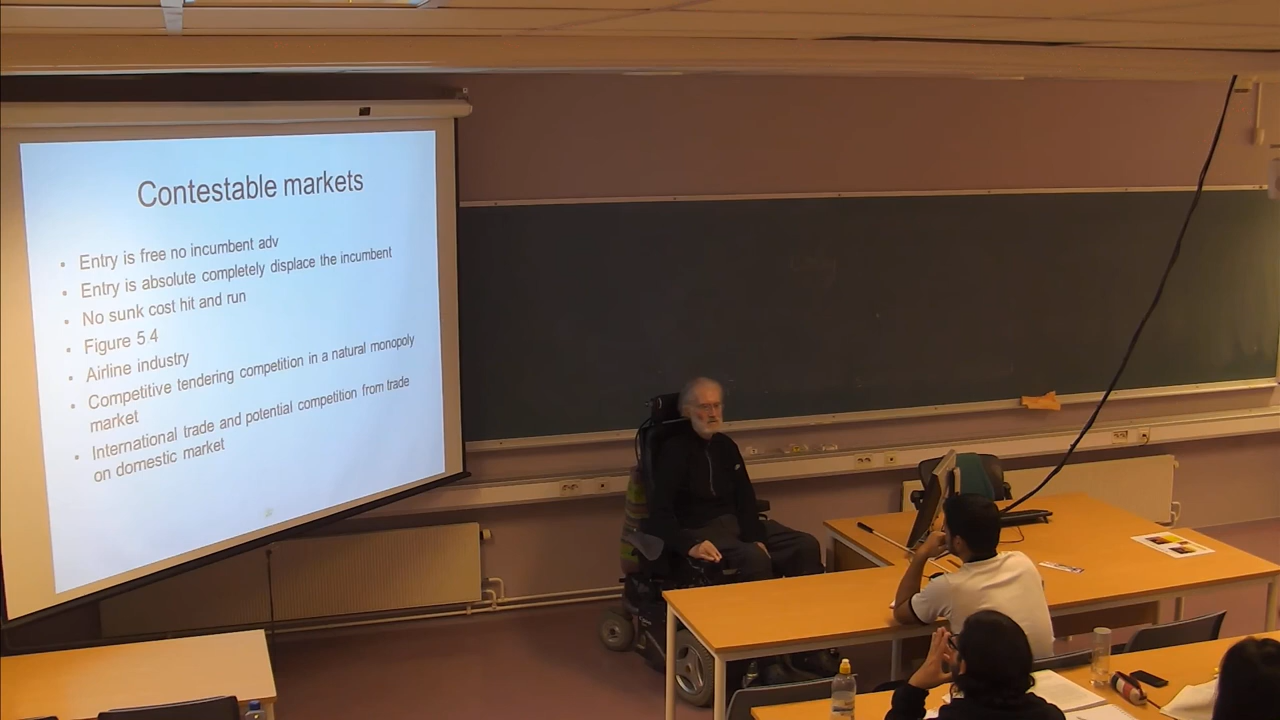 Contestable markets
• Entry is free no incumbent adv
• Entry is absolute completely displace the incumbent
• No sunk cost hit and run
• Figure 5 4
• Airline industry
• Competitive tendering competition in a natural monopoly
market
• International trade and potential competition from trade
on domestic market